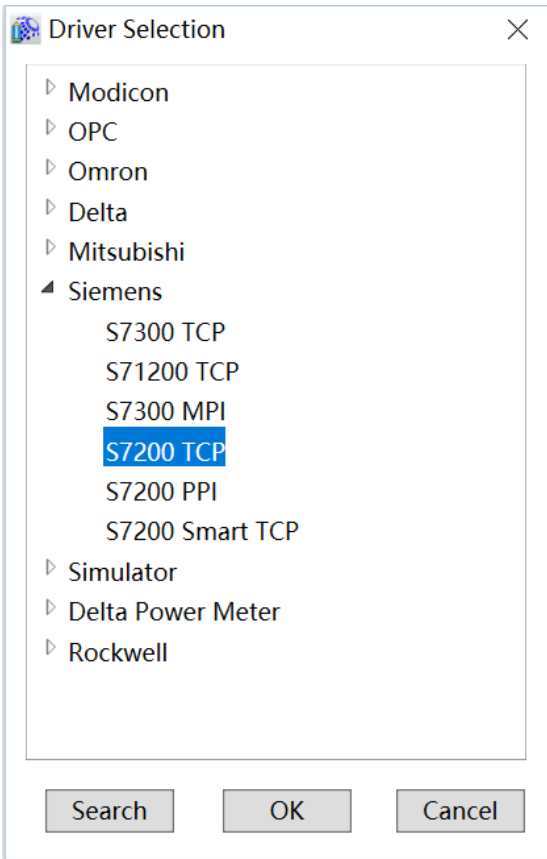 Driver Selection
Modicon
OPC
Omron
Delta
Mitsubishi
Siemens
S7300 TCP
S71200 TCP
S7300 MPI
S7200 TCP
S7200 PPI
S7200 Smart TCP
Simulator
Delta Power Meter
Rockwell
Search OK Cancel